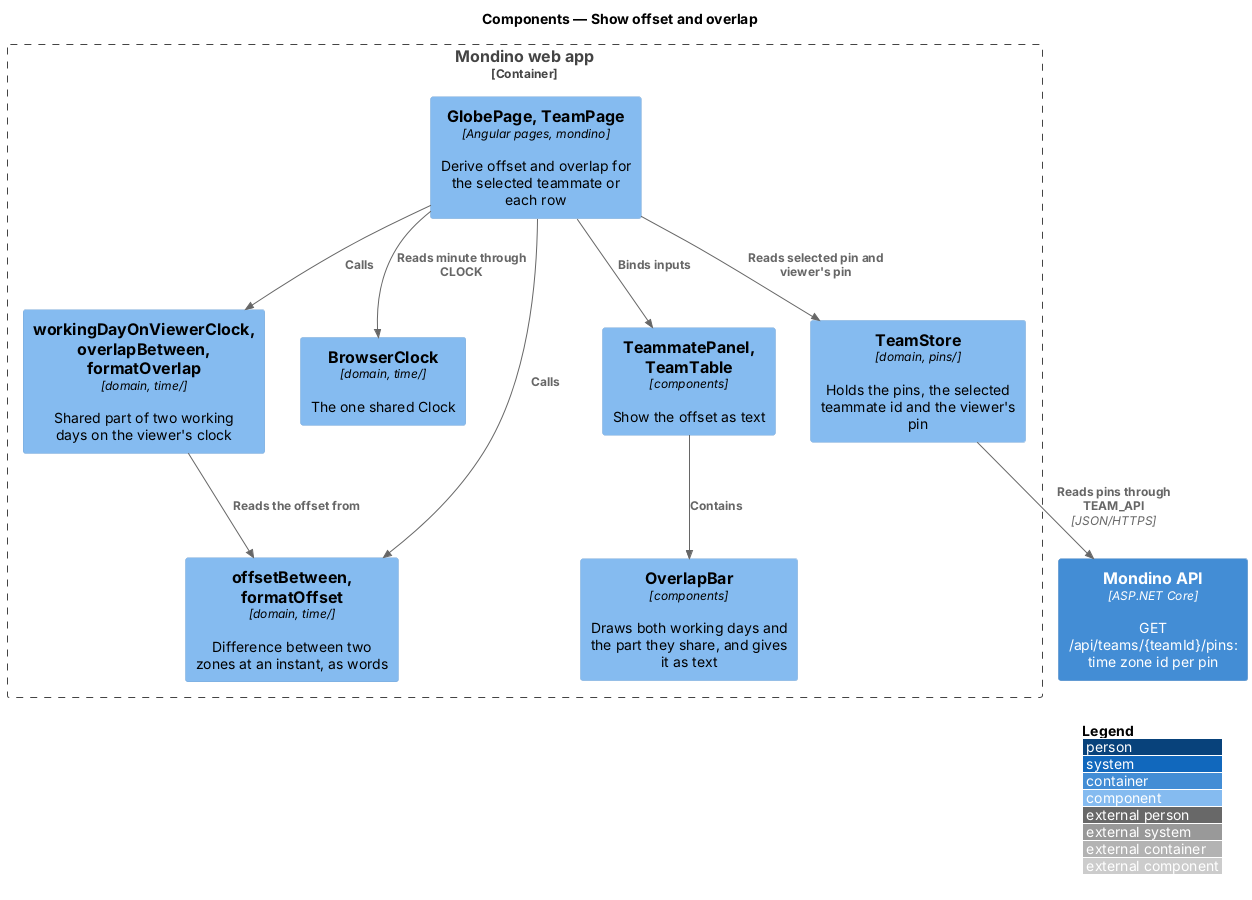 Components — Show offset and overlap
Mondino web app
[Container]
GlobePage, TeamPage
[Angular pages, mondino]
Derive offset and overlap for
the selected teammate or
each row
Calls
Reads minute through
CLOCK
Binds inputs
Reads selected pin and
viewer's pin
workingDayOnViewerClock,
overlapBetween,
formatOverlap
[domain, time/]
Shared part of two working
days on the viewer's clock
BrowserClock
[domain, time/]
The one shared Clock
Calls
TeammatePanel,
TeamTable
[components]
Show the offset as text
TeamStore
[domain, pins/]
Holds the pins, the selected
teammate id and the viewer's
pin
Reads the offset from
Contains
Reads pins through
TEAM_API
[JSON/HTTPS]
offsetBetween,
formatOffset
[domain, time/]
Difference between two
zones at an instant, as words
OverlapBar
[components]
Draws both working days and
the part they share, and gives
it as text
Mondino API
[ASP.NET Core]
GET
/api/teams/{teamId}/pins:
time zone id per pin
Legend
person
system
container
component
external person
external system
external container
external component